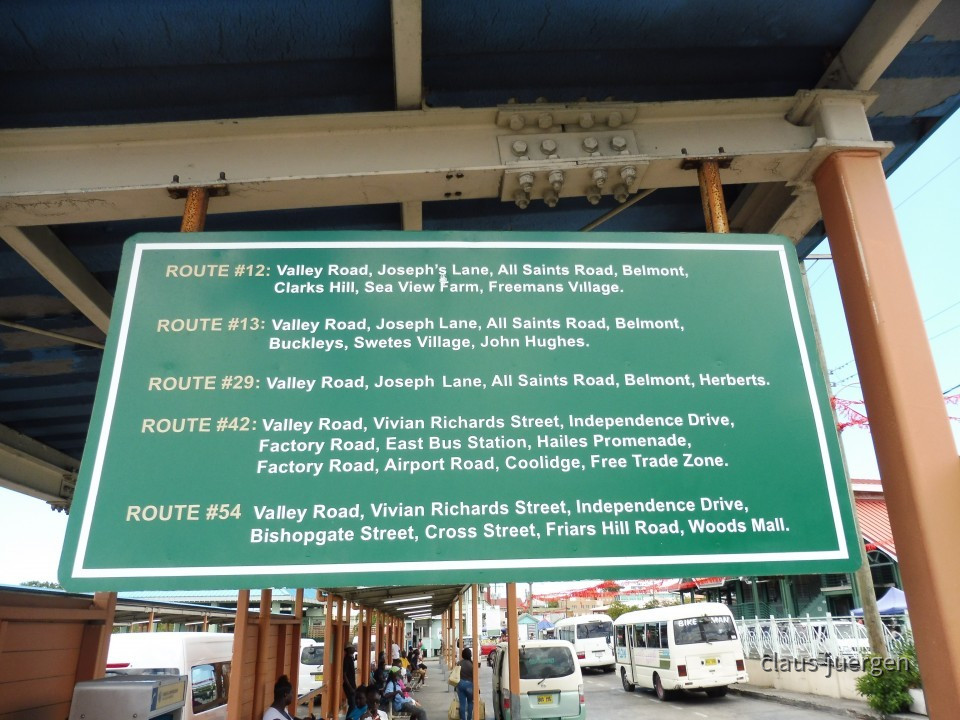 ROUTE #12: Valley Road, Joseph's Lane, All Saints Road, Belmont,
Clarks Hill, Sea View Farm, Freemans Village.
ROUTE #13: Valley Road, Joseph Lane, All Saints Road, Belmont,
Buckleys, Swetes Village, John Hughes.
ROUTE #29: Valley Road, Joseph Lane, All Saints Road, Belmont, Herberts.
ROUTE #42: Valley Road, Vivian Richards Street, Independence Drive,
Factory Road, East Bus Station, Hailes Promenade,
Factory Road, Airport Road, Coolidge, Free Trade Zone.
ROUTE #54 Valley Road, Vivian Richards Street, Independence Drive,
Bishopgate Street, Cross Street, Friars Hill Road, Woods Mall.
BIKE MAN
claus juergen